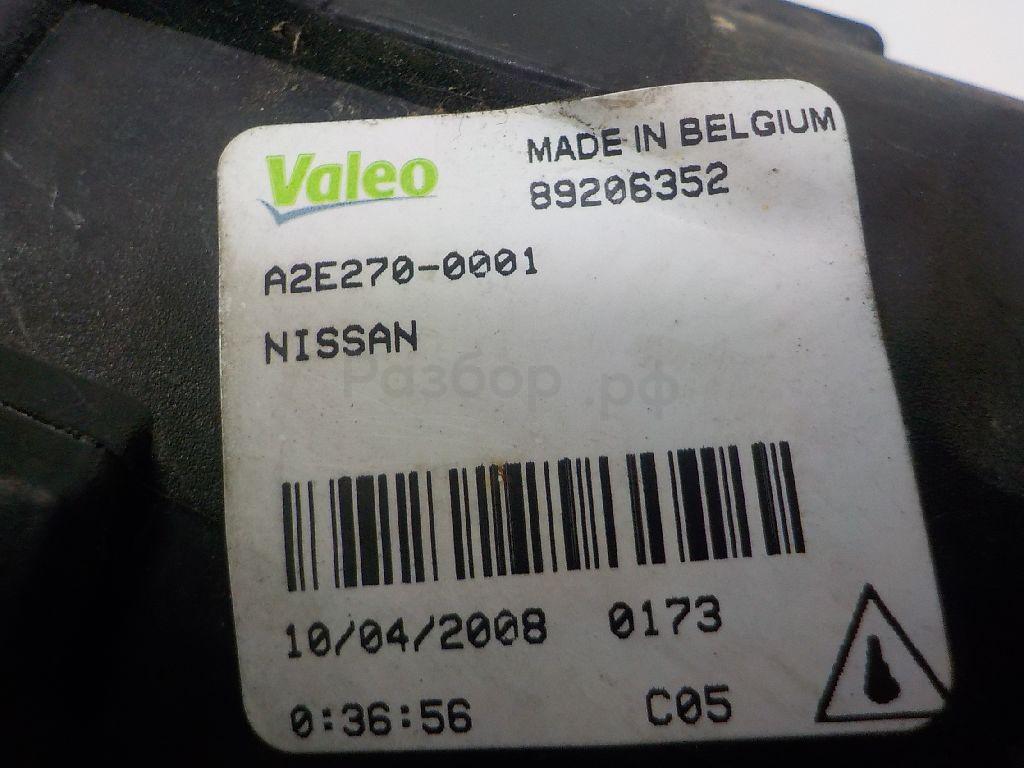 Valeo
MADE IN BELGIUM
89206352
A2E270-0001
NISSAN
Разбор.рф
10/04/2008 0173
0:36:56 C05